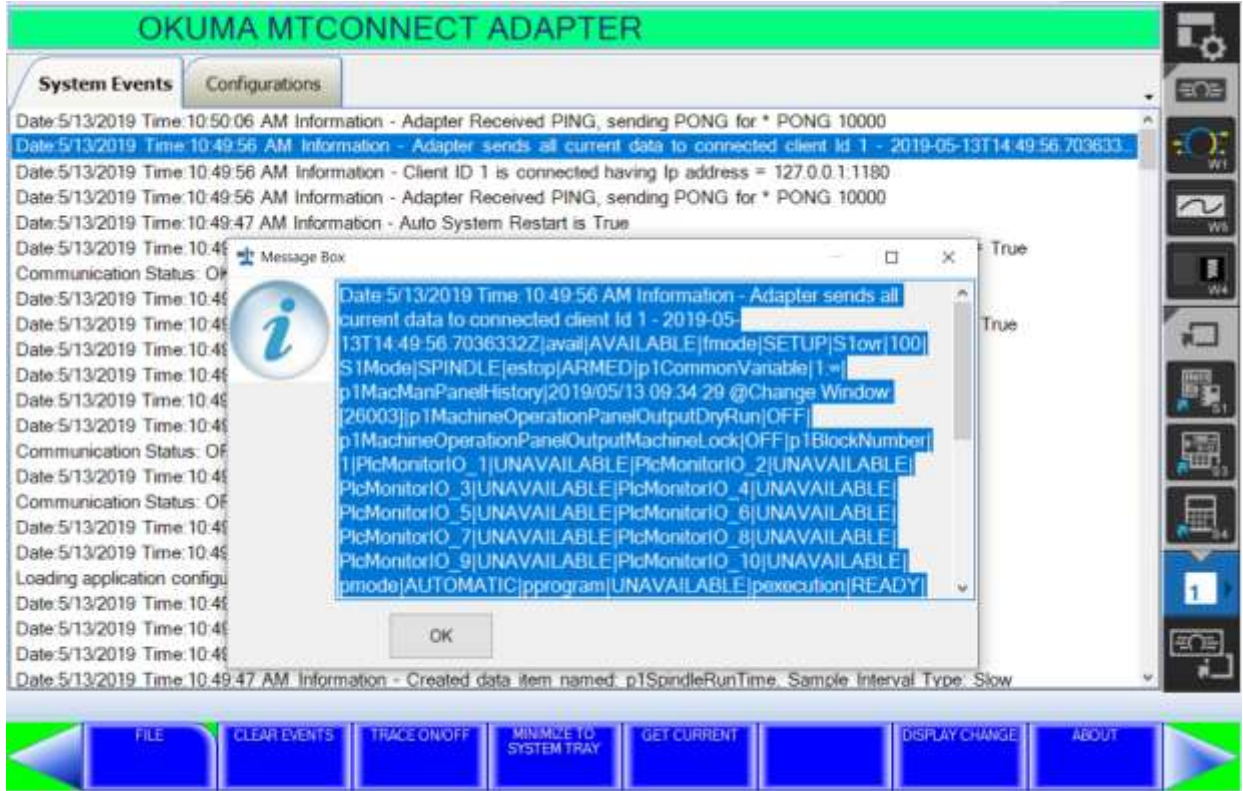 OKUMA MTCONNECT ADAPTER
System Events
Configurations
Date:5/13/2019 Time:10:50:06 AM Information - Adapter Received PING, sending PONG for * PONG 10000
Date:5/13/2019 Time:10:49:56 AM Information - Adapter sends all current data to connected client Id 1 - 2019-05-13T14:49:56.703633...
Date:5/13/2019 Time:10:49:56 AM Information - Client ID 1 is connected having Ip address = 127.0.0.1:1180
Date:5/13/2019 Time:10:49:56 AM Information - Adapter Received PING, sending PONG for * PONG 10000
Date:5/13/2019 Time:10:49:47 AM Information - Auto System Restart is True
Date:5/13/2019 Time:10:49 = True
Communication Status: OF
Date:5/13/2019 Time:10:49
Date:5/13/2019 Time:10:49 True
Date:5/13/2019 Time:10:49
Date:5/13/2019 Time:10:49
Date:5/13/2019 Time:10:49
Date:5/13/2019 Time:10:49
Communication Status: OF
Date:5/13/2019 Time:10:49
Communication Status: OF
Date:5/13/2019 Time:10:49
Date:5/13/2019 Time:10:49
Loading application configu
Date:5/13/2019 Time:10:49
Date:5/13/2019 Time:10:49
Date:5/13/2019 Time:10:49
Date:5/13/2019 Time:10:49:47 AM Information - Created data item named: p1SpindleRunTime, Sample Interval Type: Slow
Message Box
Date:5/13/2019 Time:10:49:56 AM Information - Adapter sends all
current data to connected client Id 1 - 2019-05-
13T14:49:56.7036332Z|avail|AVAILABLE|fmode|SETUP|S1ovr|100|
S1Mode|SPINDLE|estop|ARMED|p1CommonVariable|1:=|
p1MacManPanelHistory|2019/05/13 09:34:29 @Change Window:
[26003]|p1MachineOperationPanelOutputDryRun|OFF|
p1MachineOperationPanelOutputMachineLock|OFF|p1BlockNumber|
1|PlcMonitorIO_1|UNAVAILABLE|PlcMonitorIO_2|UNAVAILABLE|
PlcMonitorIO_3|UNAVAILABLE|PlcMonitorIO_4|UNAVAILABLE|
PlcMonitorIO_5|UNAVAILABLE|PlcMonitorIO_6|UNAVAILABLE|
PlcMonitorIO_7|UNAVAILABLE|PlcMonitorIO_8|UNAVAILABLE|
PlcMonitorIO_9|UNAVAILABLE|PlcMonitorIO_10|UNAVAILABLE|
pmode|AUTOMATIC|pprogram|UNAVAILABLE|pexecution|READY|
OK
W1
W5
W4
S1
S3
S4
1
FILE
CLEAR EVENTS
TRACE ON/OFF
MINIMIZE TO
SYSTEM TRAY
GET CURRENT
DISPLAY CHANGE
ABOUT